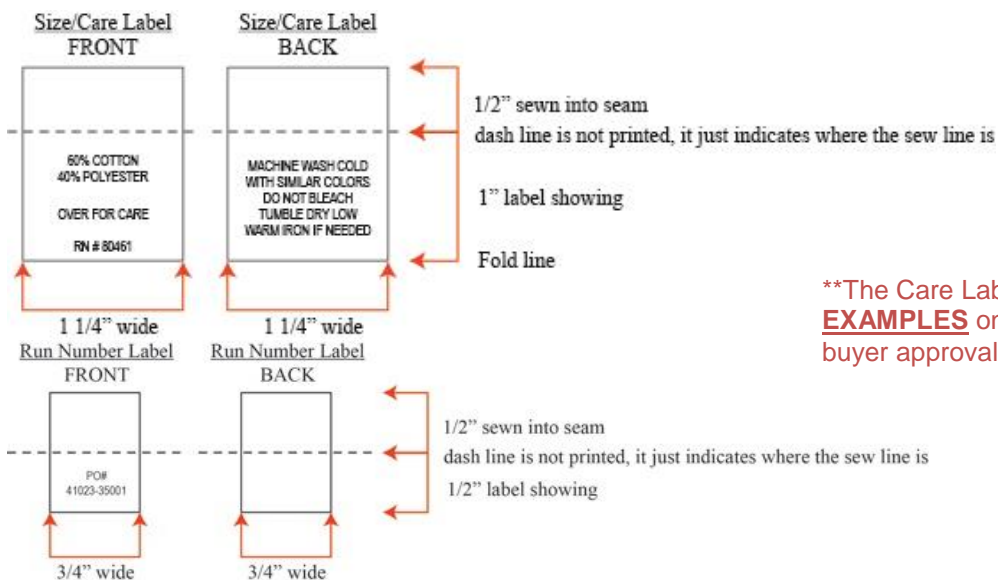 Size/Care Label
FRONT
Size/Care Label
BACK
60% COTTON
40% POLYESTER
OVER FOR CARE
RN # 80461
MACHINE WASH COLD
WITH SIMILAR COLORS
DO NOT BLEACH
TUMBLE DRY LOW
WARM IRON IF NEEDED
1/2” sewn into seam
dash line is not printed, it just indicates where the sew line is
1” label showing
Fold line
1 1/4” wide
1 1/4” wide
**The Care Lab
EXAMPLES or
buyer approval
Run Number Label
FRONT
Run Number Label
BACK
PO#
41023-35001
1/2” sewn into seam
dash line is not printed, it just indicates where the sew line is
1/2” label showing
3/4” wide
3/4” wide